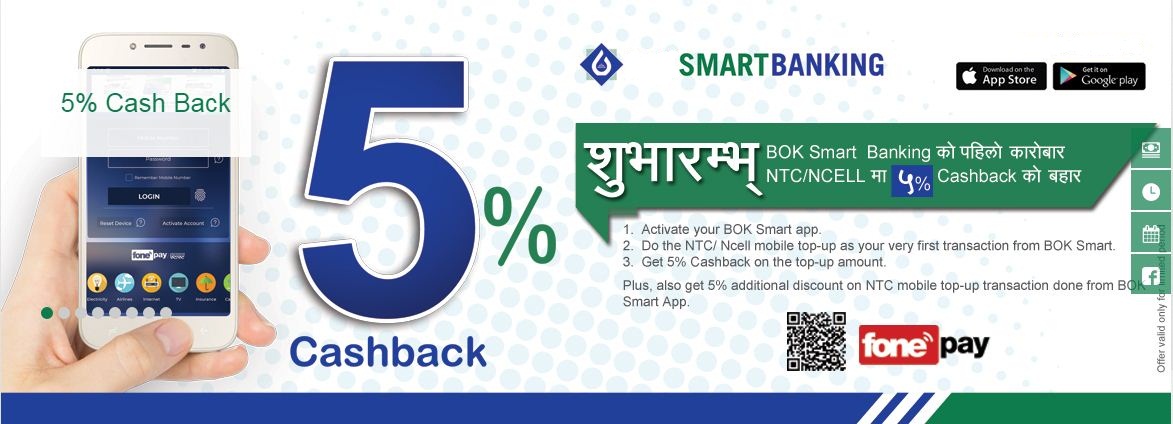 5% Cash Back
Password
Remember Mobile Number
LOGIN
Reset Device
Activate Account
fonepay
Electricity Airlines Internet TV Insurance
5%
Cashback
SMARTBANKING
Download on the
App Store
Get it on
Google play
शुभारम्भ्
BOK Smart Banking को पहिलो कारोबार
NTC/NCELL मा ५% Cashback को बहार
1. Activate your BOK Smart app.
2. Do the NTC/ Ncell mobile top-up as your very first transaction from BOK Smart.
3. Get 5% Cashback on the top-up amount.
Plus, also get 5% additional discount on NTC mobile top-up transaction done from BOK
Smart App.
fonepay
Offer valid only for limited period